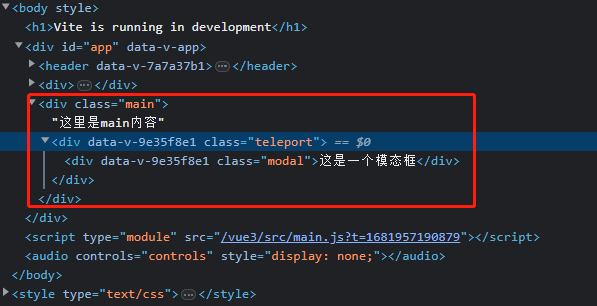 <body style>
<h1>Vite is running in development</h1>
<div id="app" data-v-app>
<header data-v-7a7a37b1>…</header>
<div>…</div>
<div class="main">
"这里是main内容"
<div data-v-9e35f8e1 class="teleport"> == $0
<div data-v-9e35f8e1 class="modal">这是一个模态框</div>
</div>
</div>
</div>
<script type="module" src="/vue3/src/main.js?t=1681957190879"></script>
<audio controls="controls" style="display: none;"></audio>
</body>
<style type="text/css">…</style>